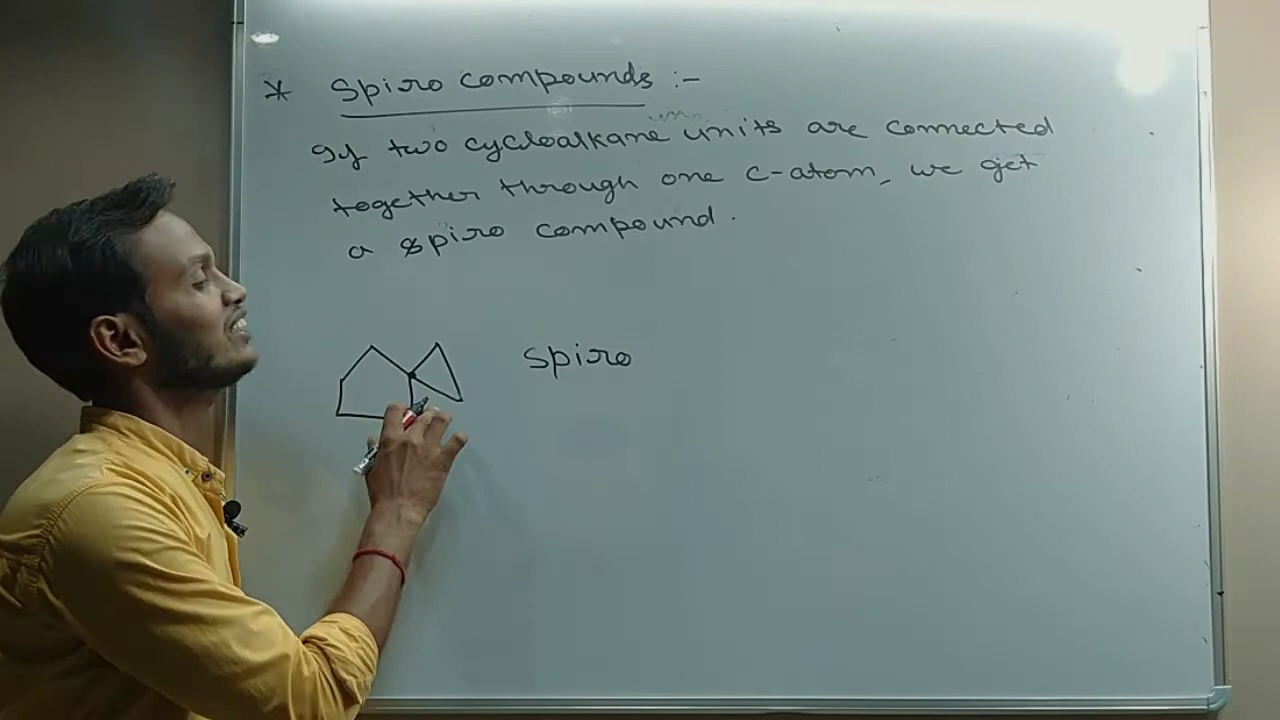 * Spiro compounds :-
If two cycloalkane units are connected
together through one c-atom, we get
a spiro compound.
Spiro